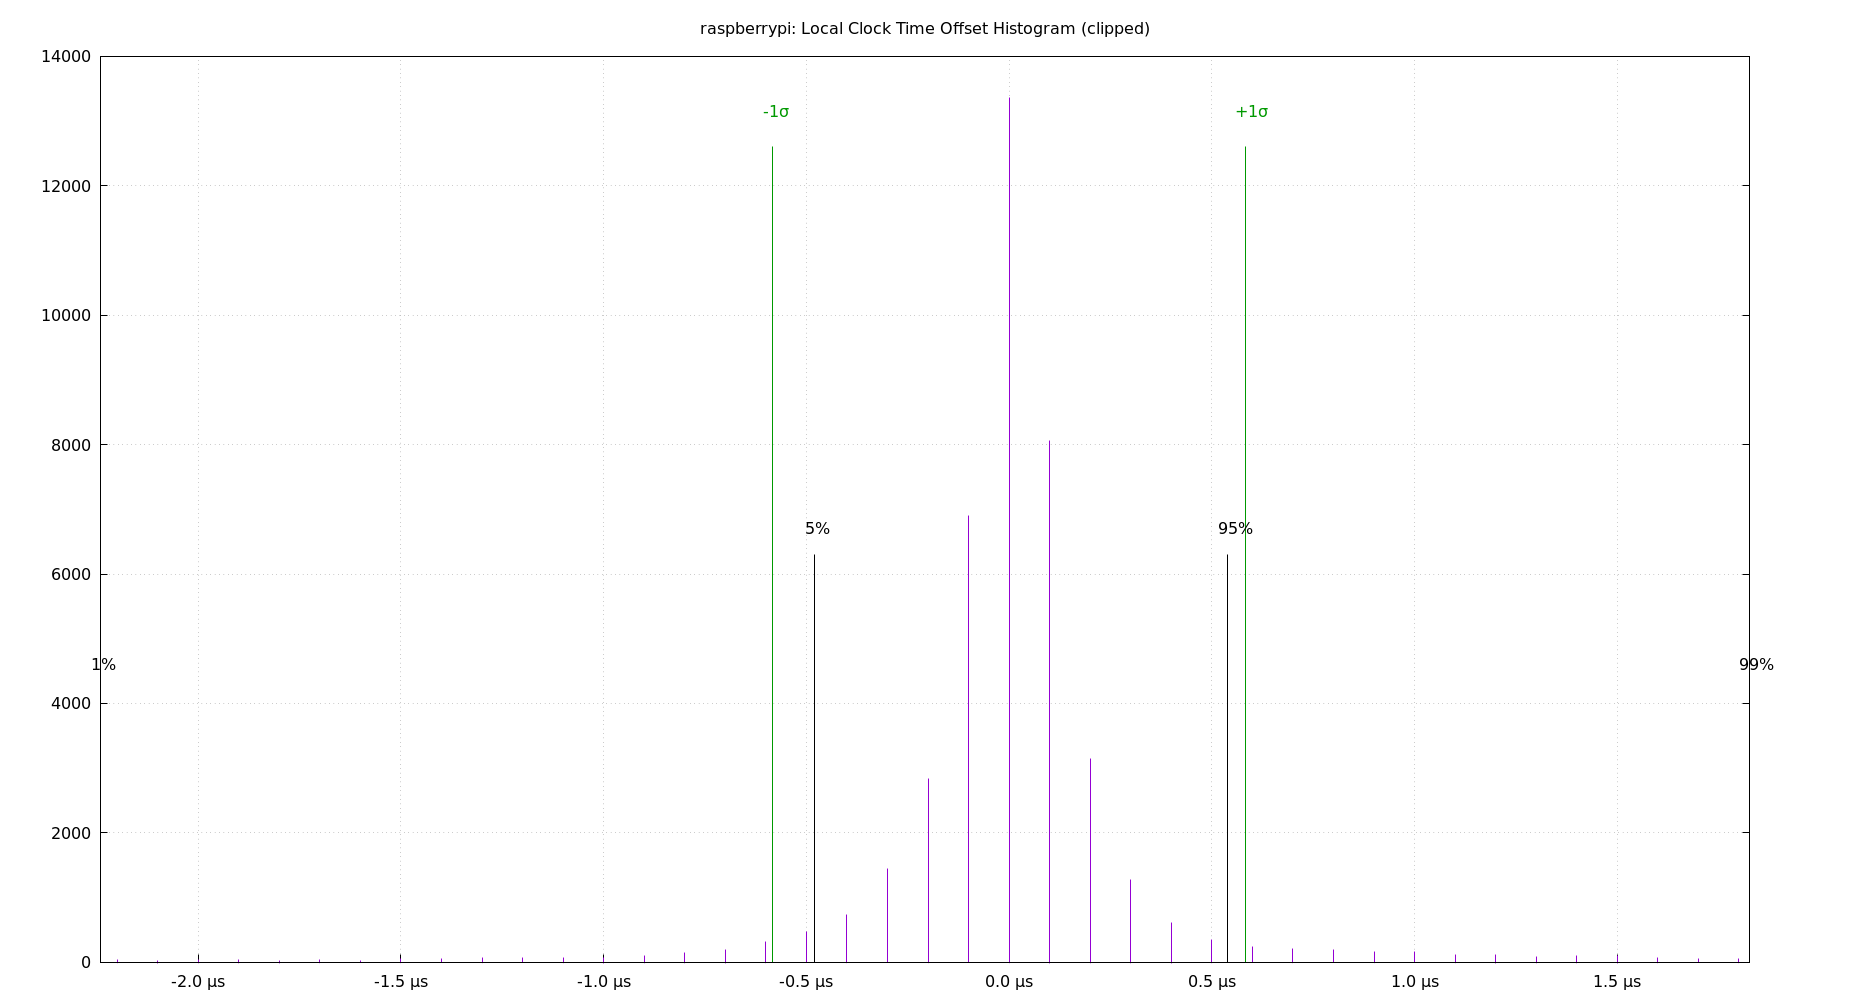 raspberrypi: Local Clock Time Offset Histogram (clipped)
14000
-1σ
+1σ
12000
10000
8000
5%
95%
6000
1%
99%
4000
2000
0
-2.0 µs
-1.5 µs
-1.0 µs
-0.5 µs
0.0 µs
0.5 µs
1.0 µs
1.5 µs